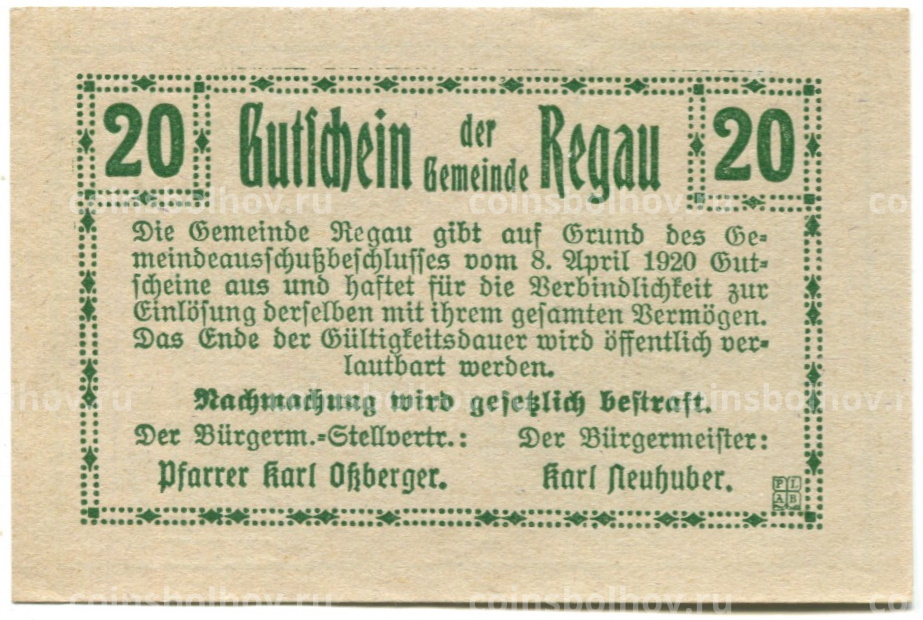 20 Gutschein der Gemeinde Regau 20
Die Gemeinde Regau gibt auf Grund des Ge=
meindeausschußbeschlusses vom 8. April 1920 Gut=
scheine aus und haftet für die Verbindlichkeit zur
Einlösung derselben mit ihrem gesamten Vermögen.
Das Ende der Gültigkeitsdauer wird öffentlich ver=
lautbart werden.
Nachmachung wird gesetzlich bestraft.
Der Bürgerm.=Stellvertr.: Der Bürgermeister:
Pfarrer Karl Oßberger. Karl Neuhuber.
P L
A B
coinsbolhov.ru